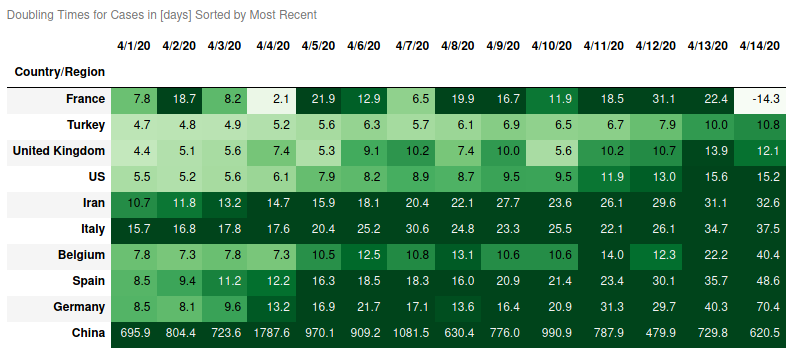 Doubling Times for Cases in [days] Sorted by Most Recent
4/1/20 4/2/20 4/3/20 4/4/20 4/5/20 4/6/20 4/7/20 4/8/20 4/9/20 4/10/20 4/11/20 4/12/20 4/13/20 4/14/20
Country/Region
France 7.8 18.7 8.2 2.1 21.9 12.9 6.5 19.9 16.7 11.9 18.5 31.1 22.4 -14.3
Turkey 4.7 4.8 4.9 5.2 5.6 6.3 5.7 6.1 6.9 6.5 6.7 7.9 10.0 10.8
United Kingdom 4.4 5.1 5.6 7.4 5.3 9.1 10.2 7.4 10.0 5.6 10.2 10.7 13.9 12.1
US 5.5 5.2 5.6 6.1 7.9 8.2 8.9 8.7 9.5 9.5 11.9 13.0 15.6 15.2
Iran 10.7 11.8 13.2 14.7 15.9 18.1 20.4 22.1 27.7 23.6 26.1 29.6 31.1 32.6
Italy 15.7 16.8 17.8 17.6 20.4 25.2 30.6 24.8 23.3 25.5 22.1 26.1 34.7 37.5
Belgium 7.8 7.3 7.8 7.3 10.5 12.5 10.8 13.1 10.6 10.6 14.0 12.3 22.2 40.4
Spain 8.5 9.4 11.2 12.2 16.3 18.5 18.3 16.0 20.9 21.4 23.4 30.1 35.7 48.6
Germany 8.5 8.1 9.6 13.2 16.9 21.7 17.1 13.6 16.4 20.9 31.3 29.7 40.3 70.4
China 695.9 804.4 723.6 1787.6 970.1 909.2 1081.5 630.4 776.0 990.9 787.9 479.9 729.8 620.5